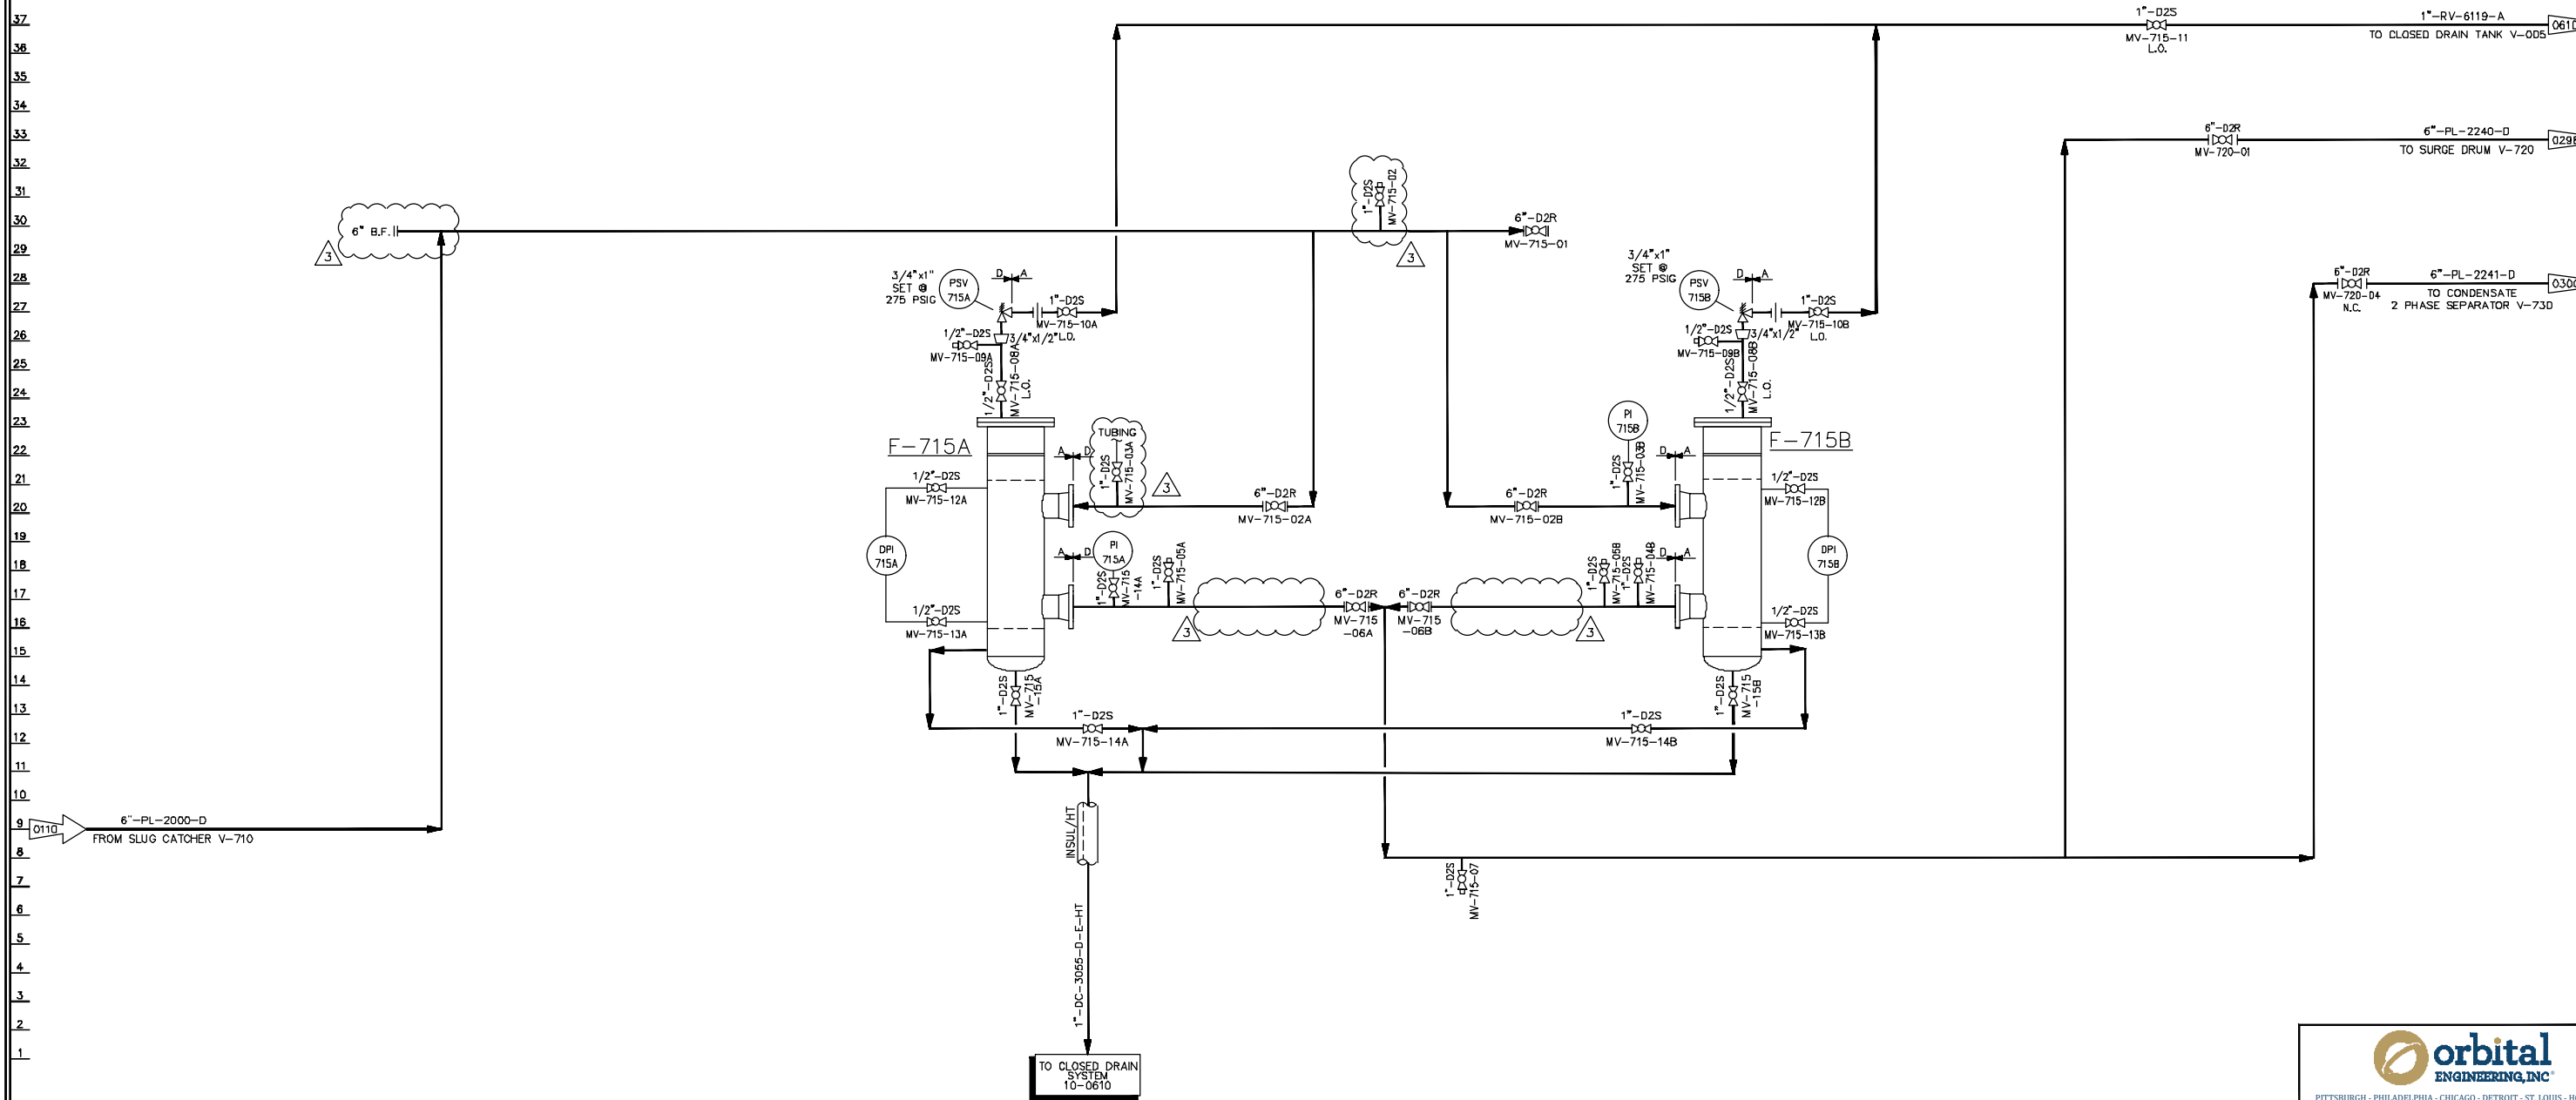 37
36
35
34
33
32
31
30
29
28
27
26
25
24
23
22
21
20
19
18
17
16
15
14
13
12
11
10
9
8
7
6
5
4
3
2
1
1"-D2S
MV-715-11
L.O.
1"-RV-6119-A
TO CLOSED DRAIN TANK V-005
6"-D2R
MV-720-01
6"-PL-2240-D
TO SURGE DRUM V-720
6"-D2R
MV-720-04
N.C.
6"-PL-2241-D
TO CONDENSATE
2 PHASE SEPARATOR V-730
6" B.F.
3
1"-D2S
MV-715-02
3
6"-D2R
MV-715-01
3/4"x1"
SET @
275 PSIG
PSV
715A
D A
1"-D2S
MV-715-10A
L.O.
3/4"x1/2"
1/2"-D2S
MV-715-09A
1/2"-D2S
MV-715-08A
L.O.
3/4"x1"
SET @
275 PSIG
PSV
715B
D A
1"-D2S
MV-715-10B
L.O.
3/4"x1/2"
1/2"-D2S
MV-715-09B
1/2"-D2S
MV-715-08B
L.O.
F-715A
TUBING
1"-D2S
MV-715-03A
A D
3
6"-D2R
MV-715-02A
1/2"-D2S
MV-715-12A
DPI
715A
1/2"-D2S
MV-715-13A
A D
PI
715A
1"-D2S
MV-715
-14A
1"-D2S
MV-715-05A
3
6"-D2R
MV-715
-06A
F-715B
PI
715B
1"-D2S
MV-715-03B
D A
6"-D2R
MV-715-02B
1/2"-D2S
MV-715-12B
DPI
715B
1/2"-D2S
MV-715-13B
D A
1"-D2S
MV-715-05B
1"-D2S
MV-715-04B
3
6"-D2R
MV-715
-06B
1"-D2S
MV-715
-15A
1"-D2S
MV-715-14A
1"-D2S
MV-715-14B
1"-D2S
MV-715
-15B
0110
6"-PL-2000-D
FROM SLUG CATCHER V-710
INSUL/HT
1"-DC-3055-D-E-HT
1"-D2S
MV-715-07
TO CLOSED DRAIN
SYSTEM
10-0610
orbital
ENGINEERING, INC
PITTSBURGH - PHILADELPHIA - CHICAGO - DETROIT - ST. LOUIS -